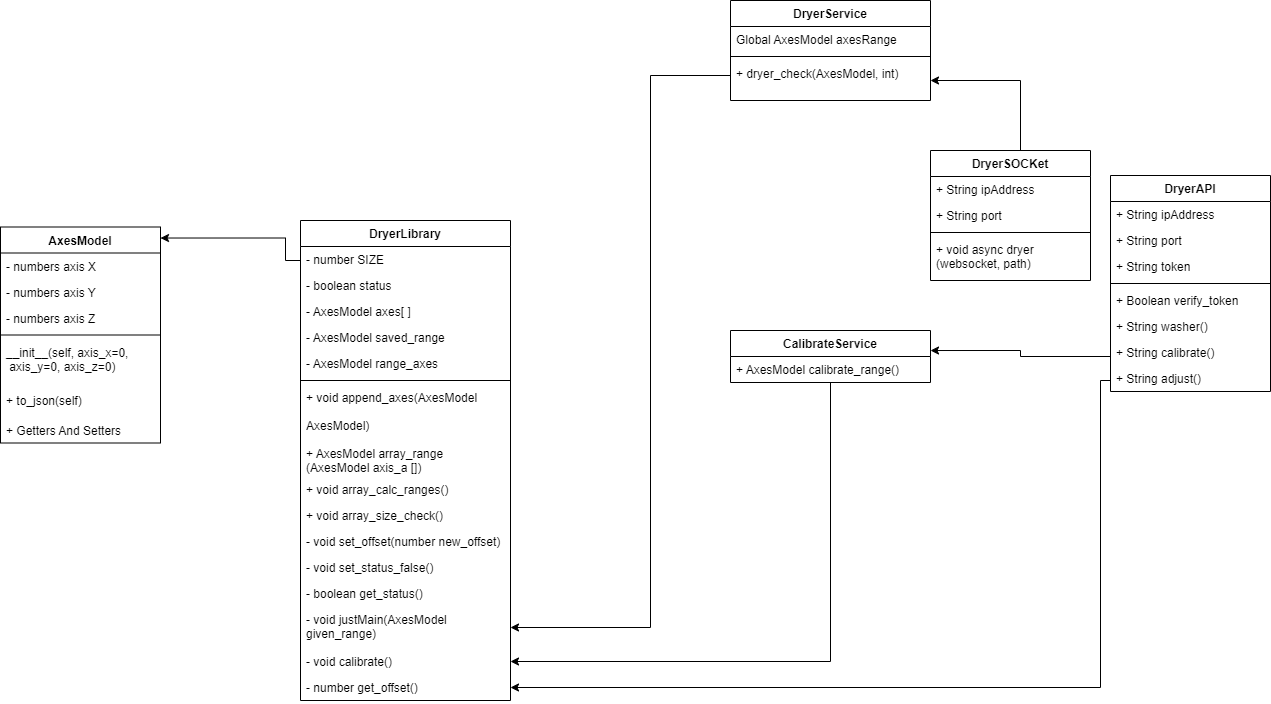 DryerService
Global AxesModel axesRange
+ dryer_check(AxesModel, int)
DryerSOCKet
+ String ipAddress
+ String port
+ void async dryer
(websocket, path)
DryerAPI
+ String ipAddress
+ String port
+ String token
+ Boolean verify_token
+ String washer()
+ String calibrate()
+ String adjust()
AxesModel
- numbers axis X
- numbers axis Y
- numbers axis Z
__init__(self, axis_x=0,
axis_y=0, axis_z=0)
+ to_json(self)
+ Getters And Setters
DryerLibrary
- number SIZE
- boolean status
- AxesModel axes[ ]
- AxesModel saved_range
- AxesModel range_axes
+ void append_axes(AxesModel
AxesModel)
+ AxesModel array_range
(AxesModel axis_a [])
+ void array_calc_ranges()
+ void array_size_check()
- void set_offset(number new_offset)
- void set_status_false()
- boolean get_status()
- void justMain(AxesModel
given_range)
- void calibrate()
- number get_offset()
CalibrateService
+ AxesModel calibrate_range()